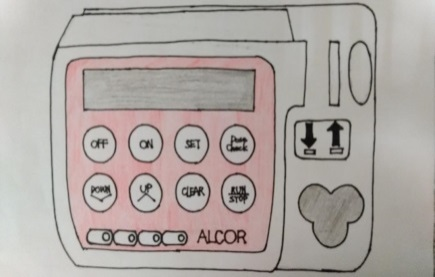 OFF ON SET Dose Check
DOWN UP CLEAR RUN STOP
ALCOR